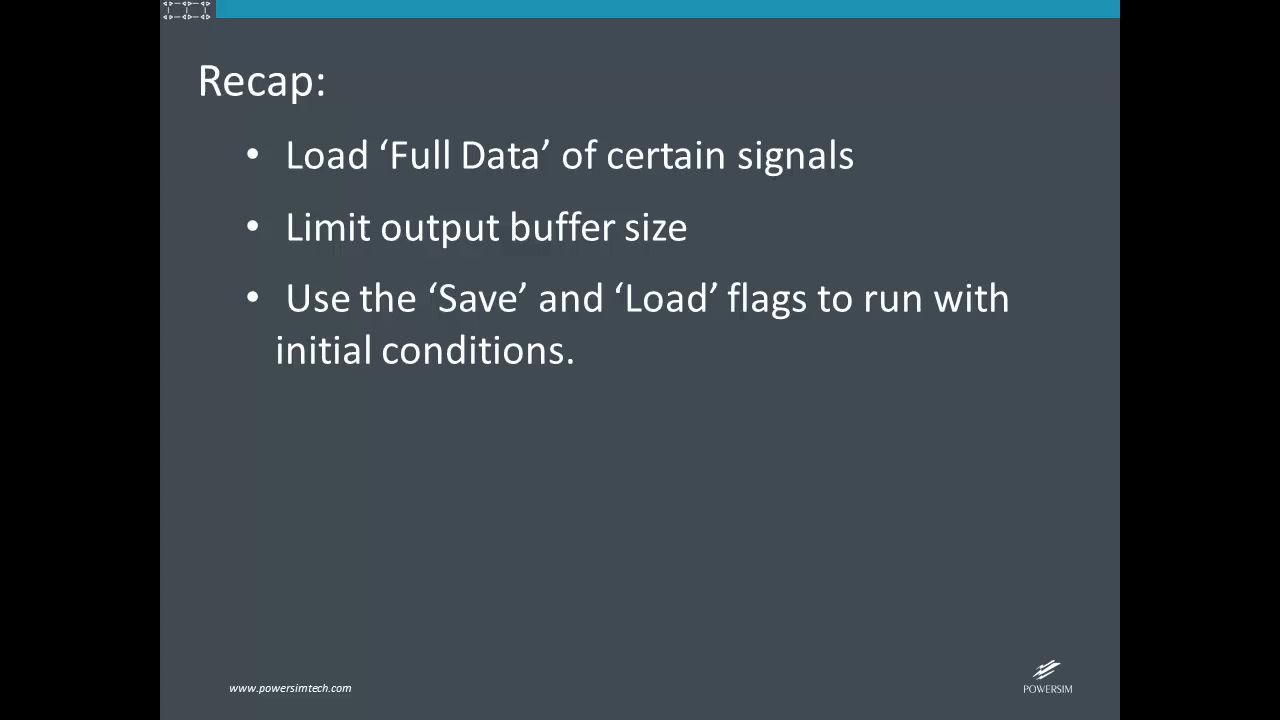 Recap:
• Load ‘Full Data’ of certain signals
• Limit output buffer size
• Use the ‘Save’ and ‘Load’ flags to run with
initial conditions.
www.powersimtech.com
POWERSIM